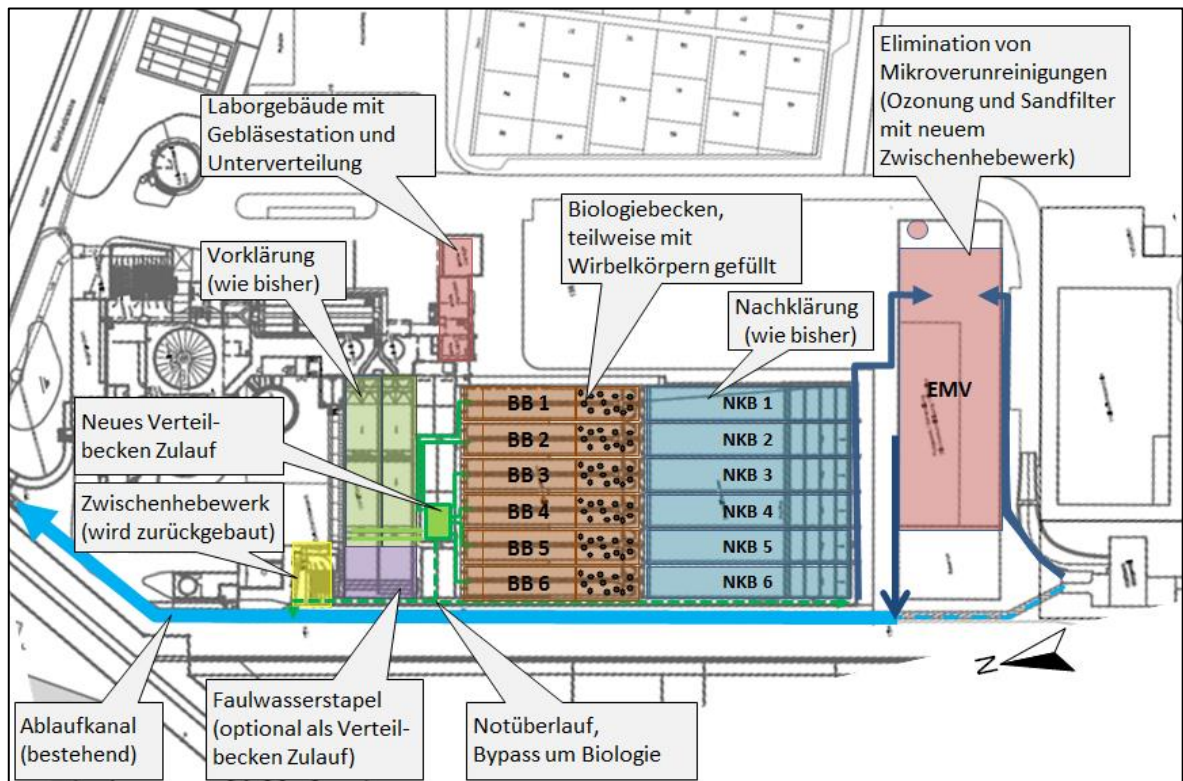 Elimination von
Mikroverunreinigungen
(Ozonung und Sandfilter
mit neuem
Zwischenhebewerk)
Laborgebäude mit
Gebläsestation und
Unterverteilung
Biologiebecken,
teilweise mit
Wirbelkörpern gefüllt
Vorklärung
(wie bisher)
Nachklärung
(wie bisher)
Neues Verteil-
becken Zulauf
Zwischenhebewerk
(wird zurückgebaut)
BB 1
NKB 1
BB 2
NKB 2
BB 3
NKB 3
BB 4
NKB 4
BB 5
NKB 5
BB 6
NKB 6
EMV
N
Ablaufkanal
(bestehend)
Faulwasserstapel
(optional als Verteil-
becken Zulauf)
Notüberlauf,
Bypass um Biologie